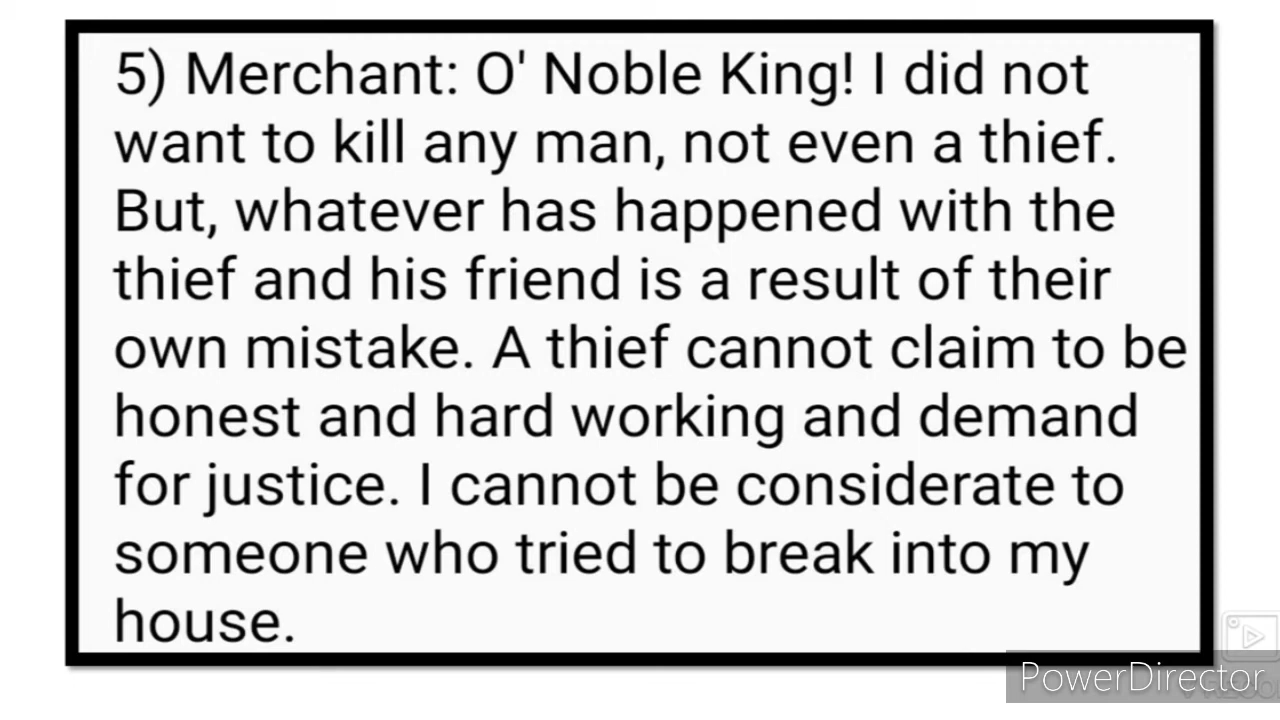 5) Merchant: O' Noble King! I did not
want to kill any man, not even a thief.
But, whatever has happened with the
thief and his friend is a result of their
own mistake. A thief cannot claim to be
honest and hard working and demand
for justice. I cannot be considerate to
someone who tried to break into my
house.
PowerDirector